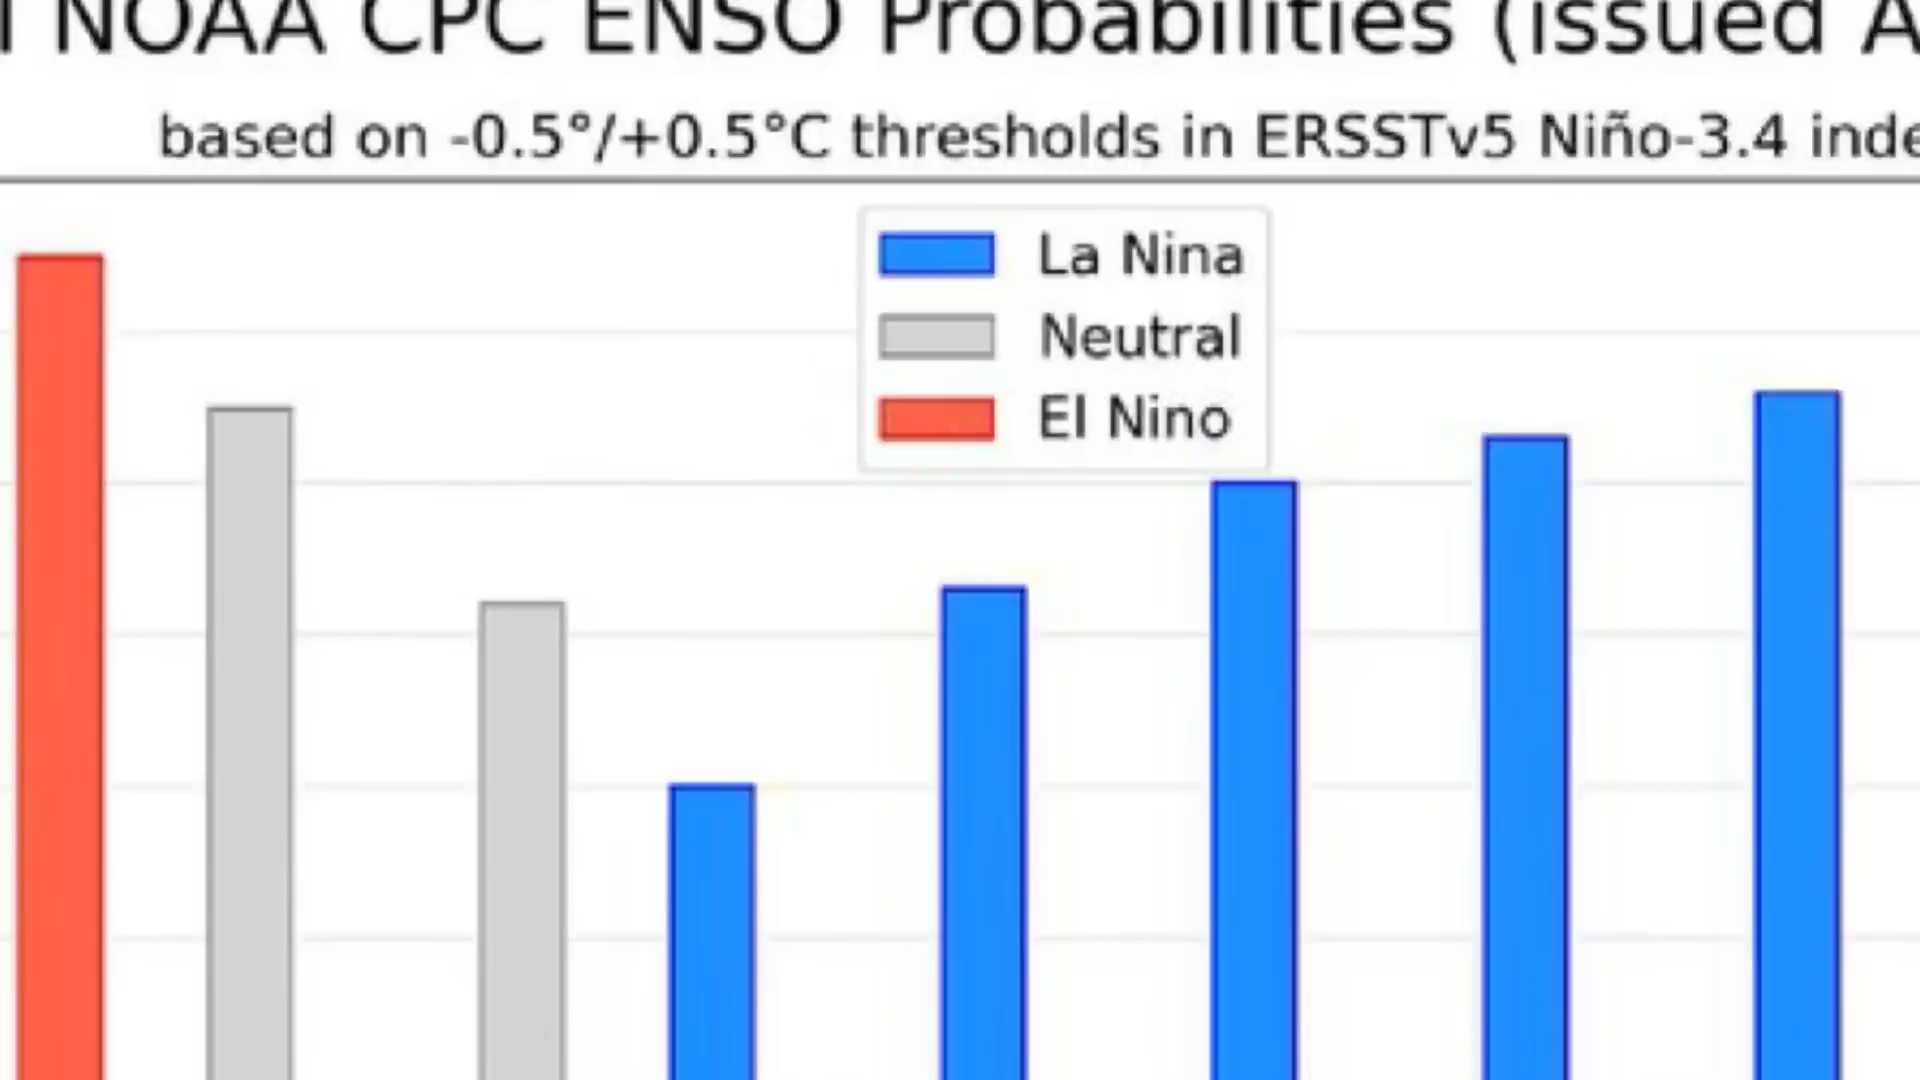 NOAA CPC ENSO Probabilities (issued A
based on -0.5°/+0.5°C thresholds in ERSSTv5 Niño-3.4 inde
La Nina
Neutral
El Nino